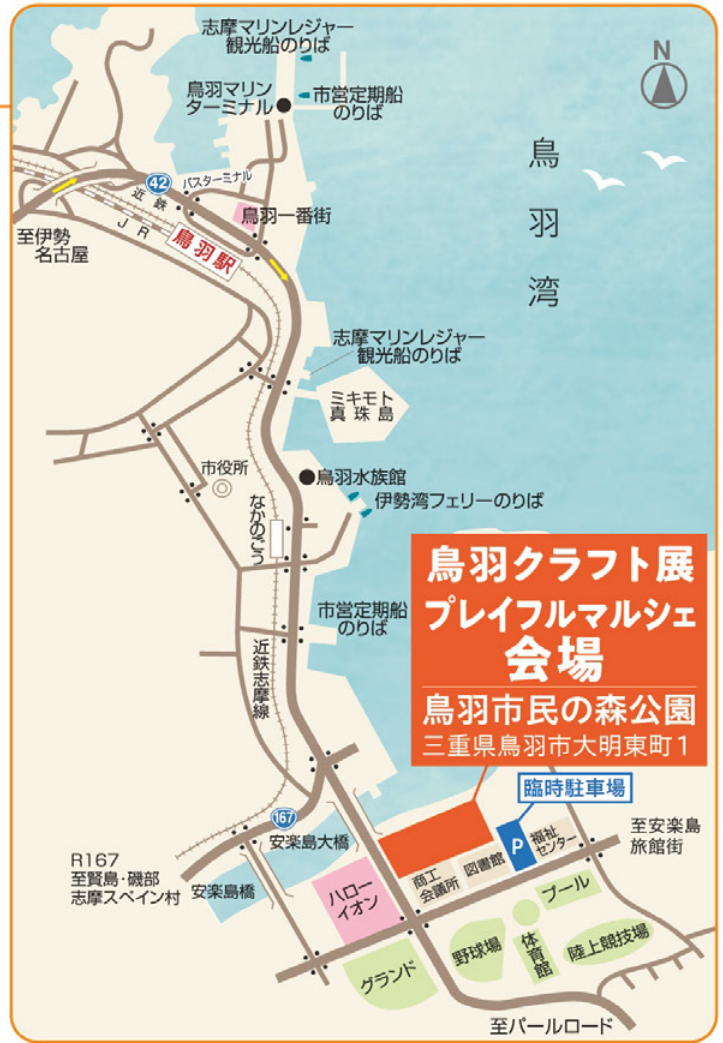 志摩マリンレジャー
観光船のりば
N
鳥羽マリン
ターミナル
市営定期船
のりば
鳥羽湾
42
バスターミナル
近鉄
JR
鳥羽一番街
鳥羽駅
至伊勢
名古屋
志摩マリンレジャー
観光船のりば
ミキモト
真珠島
市役所
鳥羽水族館
伊勢湾フェリーのりば
なかのごう
鳥羽クラフト展
プレイフルマルシェ
会場
鳥羽市民の森公園
三重県鳥羽市大明東町1
市営定期船
のりば
近鉄志摩線
臨時駐車場
167
安楽島大橋
至安楽島
旅館街
P
福祉
センター
図書館
商工
会議所
R167
至賢島・磯部
志摩スペイン村
安楽島橋
ハロー
イオン
プール
野球場
体育館
陸上競技場
グランド
至パールロード